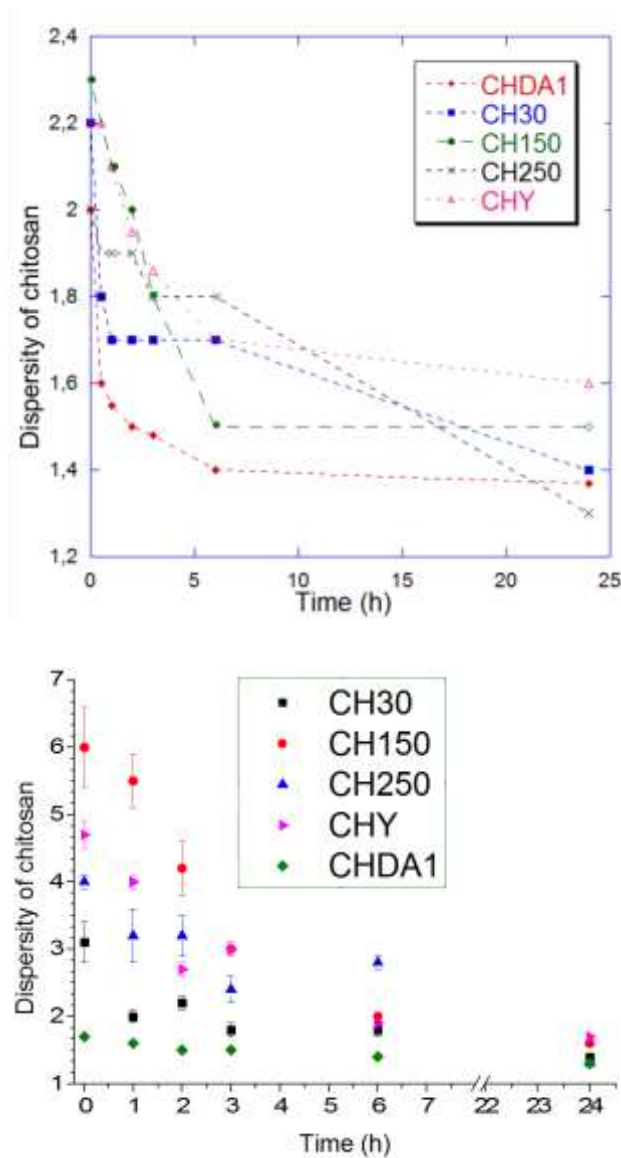 2,4
2,2
2
1,8
1,6
1,4
1,2
Dispersity of chitosan
CHDA1
CH30
CH150
CH250
CHY
0 5 10 15 20 25
Time (h)
7
6
5
4
3
2
1
Dispersity of chitosan
CH30
CH150
CH250
CHY
CHDA1
0 1 2 3 4 5 6 7 22 23 24
Time (h)